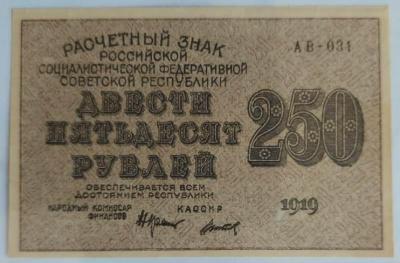 РАСЧЕТНЫЙ ЗНАК
АВ-031
РОССИЙСКОЙ
СОЦИАЛИСТИЧЕСКОЙ ФЕДЕРАТИВНОЙ
СОВЕТСКОЙ РЕСПУБЛИКИ
ДВЕСТИ
ПЯТЬДЕСЯТ
РУБЛЕЙ
250
ОБЕСПЕЧИВАЕТСЯ ВСЕМ
ДОСТОЯНИЕМ РЕСПУБЛИКИ
НАРОДНЫЙ КОМИССАР
ФИНАНСОВ
КАССИР
1919